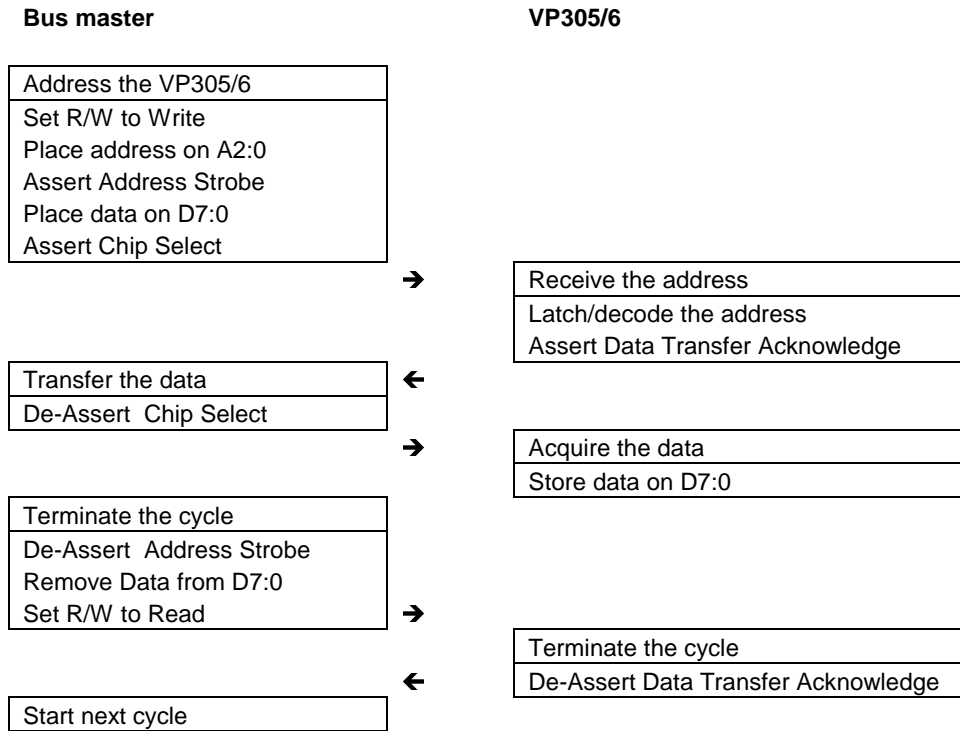 Bus master VP305/6
Address the VP305/6
Set R/W to Write
Place address on A2:0
Assert Address Strobe
Place data on D7:0
Assert Chip Select
➔ Receive the address
Latch/decode the address
Assert Data Transfer Acknowledge
Transfer the data ←
De-Assert Chip Select
➔ Acquire the data
Store data on D7:0
Terminate the cycle
De-Assert Address Strobe
Remove Data from D7:0
Set R/W to Read ➔
Terminate the cycle
← De-Assert Data Transfer Acknowledge
Start next cycle